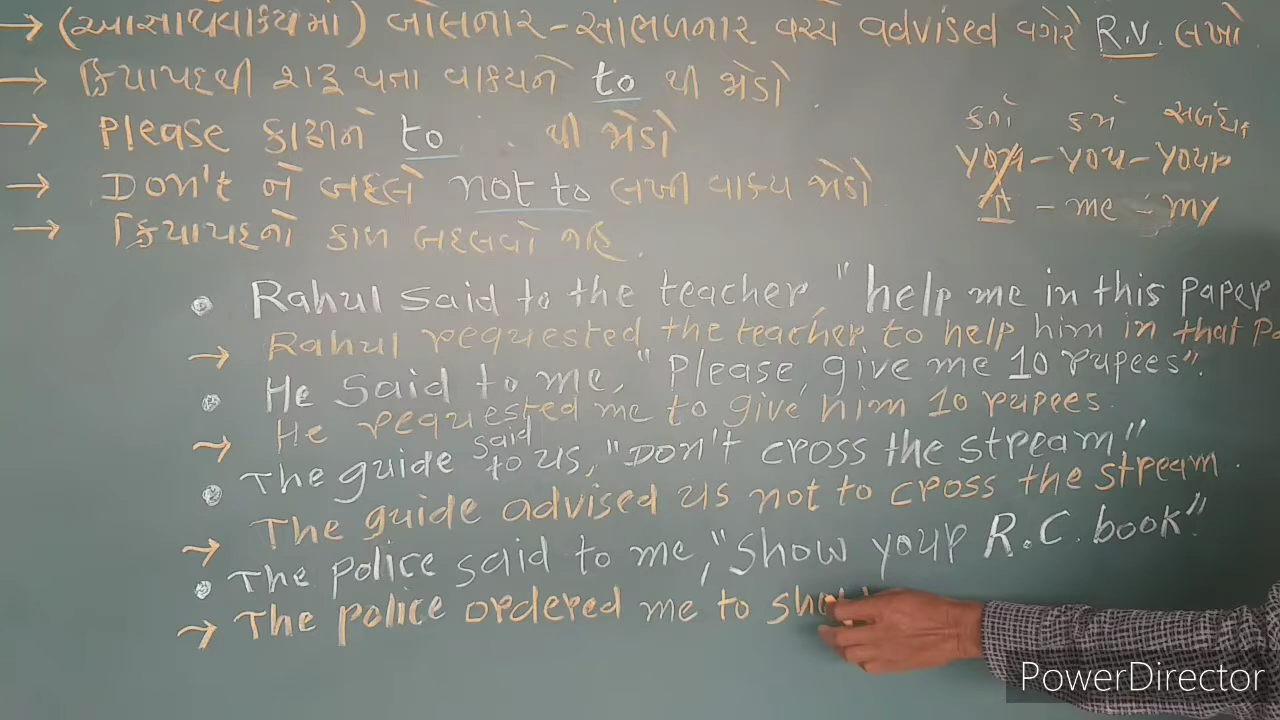 → (આજ્ઞાર્થવાક્યમાં) બોલનાર-સાંભળનાર વચ્ચે advised વગેરે R.V. લખો.
→ ક્રિયાપદથી શરૂ થતા વાક્યને to થી જોડો.
→ Please કાઢીને to થી જોડો
→ Don't ને બદલે not to લખી વાક્ય જોડો
→ ક્રિયાપદનો કાળ બદલવો નહિ.
કર્તા કર્મ સંબંધક
you - you - your
I - me - my
• Rahul said to the teacher, "help me in this paper
→ Rahul requested the teacher to help him in that
• He said to me, "Please, give me 10 rupees".
→ He requested me to give him 10 rupees.
• The guide said to us, "Don't cross the stream"
→ The guide advised us not to cross the stream.
• The police said to me, "Show your R.C. book".
→ The police ordered me to show
PowerDirector